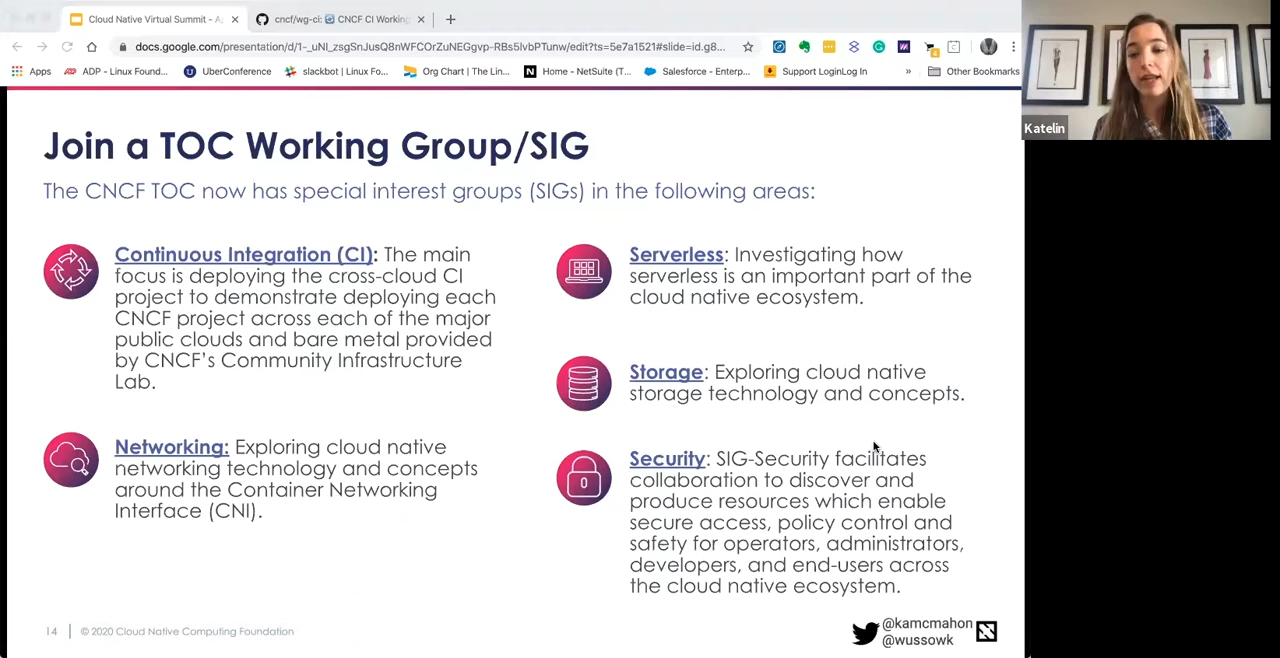 Cloud Native Virtual Summit - A
cncf/wg-ci: CNCF CI Working
docs.google.com/presentation/d/1-_uNl_zsgSnJusQ8nWFCOrZuNEGgvp-RBs5lvbPTunw/edit?ts=5e7a1521#slide=id.g8...
Apps
ADP - Linux Found...
UberConference
slackbot | Linux Fo...
Org Chart | The Lin...
Home - NetSuite (T...
Salesforce - Enterp...
Support LoginLog In
»
Other Bookmarks
Katelin
Join a TOC Working Group/SIG
The CNCF TOC now has special interest groups (SIGs) in the following areas:
Continuous Integration (CI): The main
focus is deploying the cross-cloud CI
project to demonstrate deploying each
CNCF project across each of the major
public clouds and bare metal provided
by CNCF’s Community Infrastructure
Lab.
Networking: Exploring cloud native
networking technology and concepts
around the Container Networking
Interface (CNI).
Serverless: Investigating how
serverless is an important part of the
cloud native ecosystem.
Storage: Exploring cloud native
storage technology and concepts.
Security: SIG-Security facilitates
collaboration to discover and
produce resources which enable
secure access, policy control and
safety for operators, administrators,
developers, and end-users across
the cloud native ecosystem.
14
© 2020 Cloud Native Computing Foundation
@kamcmahon
@wussowk